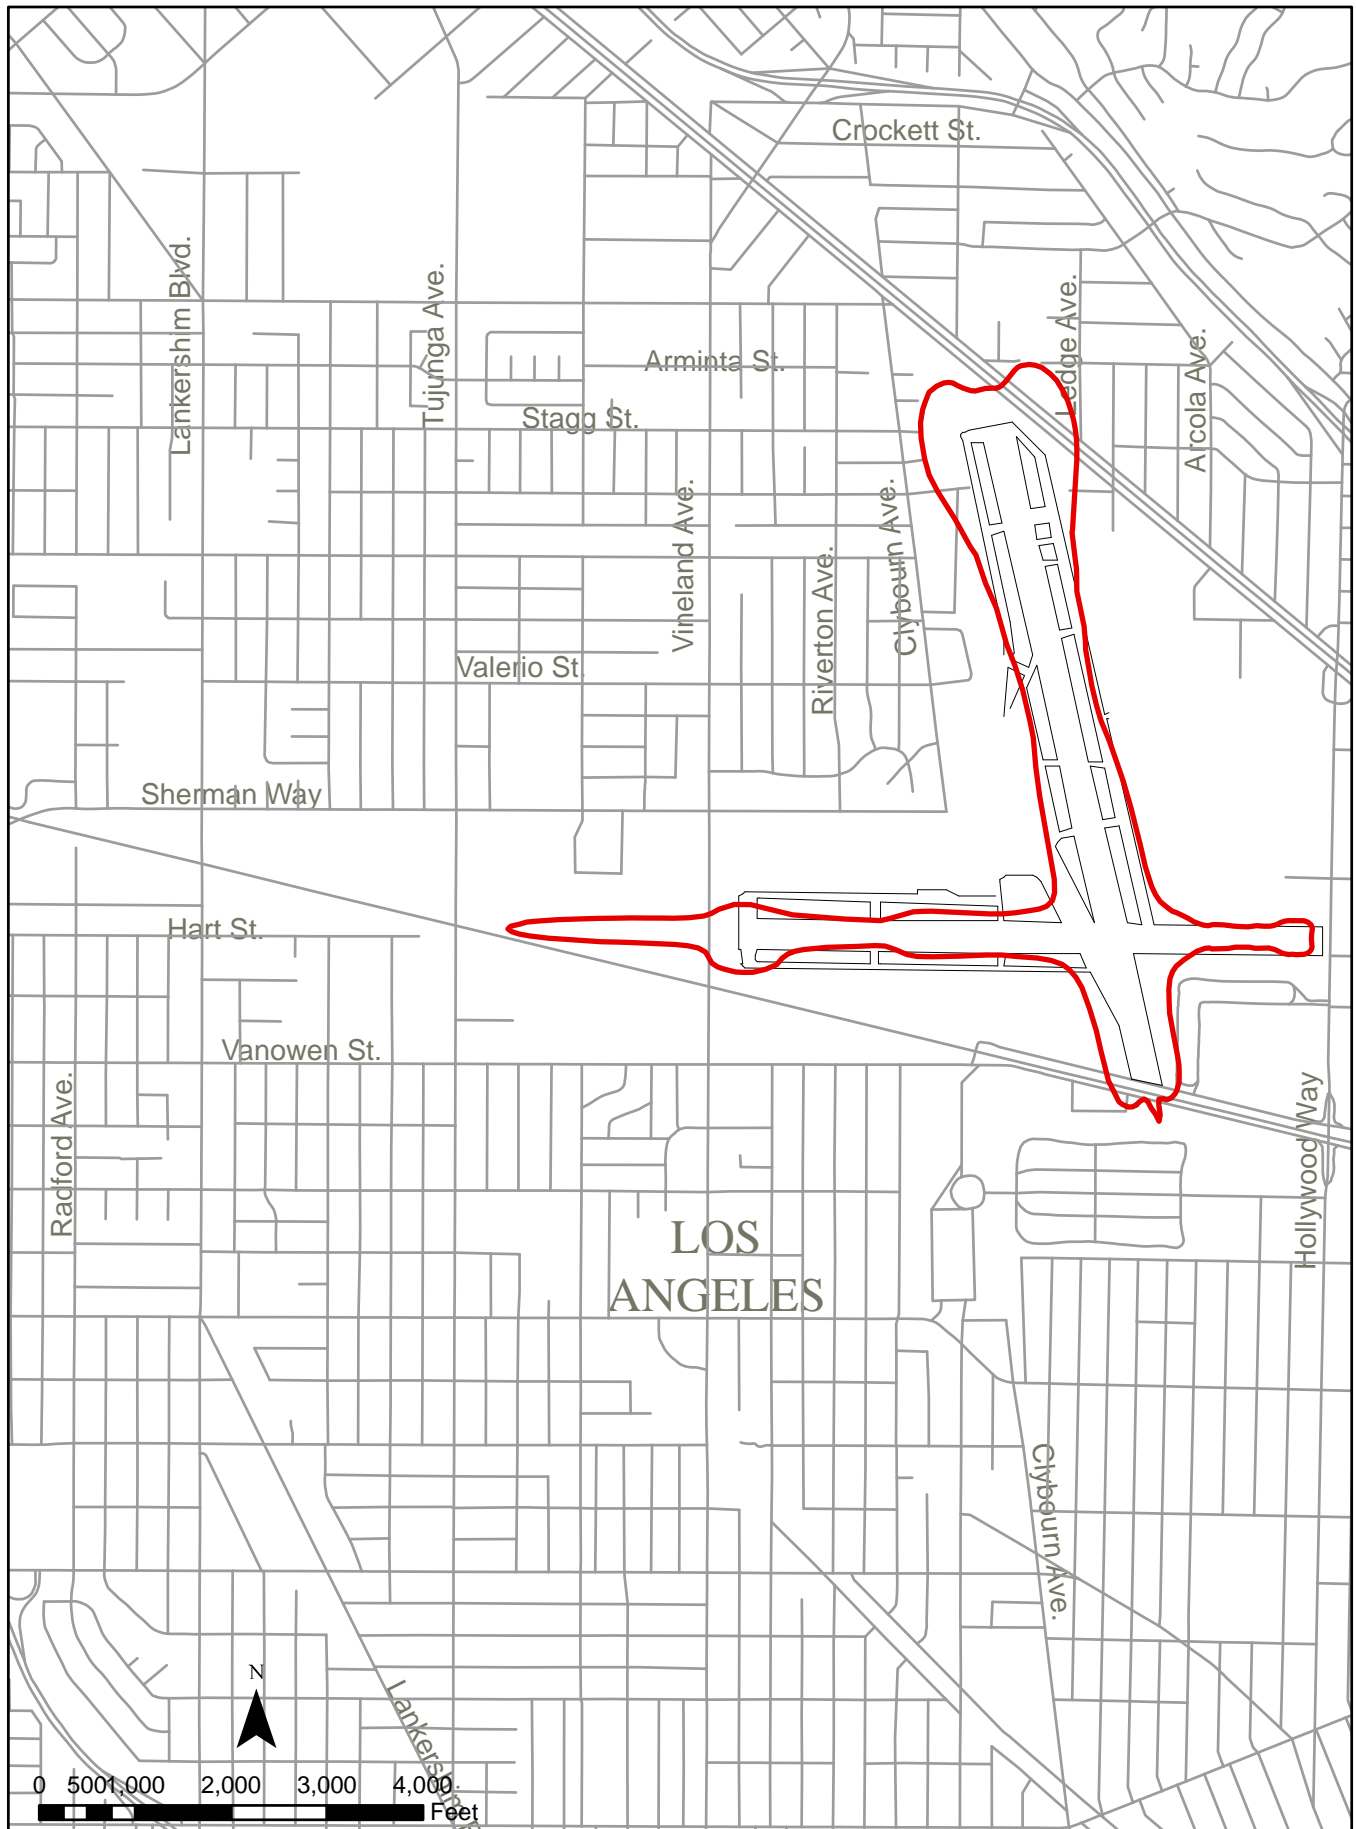 Crockett St.
Lankershim Blvd.
Tujunga Ave.
Ledge Ave.
Arcola Ave.
Arminta St.
Stagg St.
Vineland Ave.
Clybourn Ave.
Riverton Ave.
Valerio St.
Sherman Way
Hart St.
Vanowen St.
Radford Ave.
Hollywood Way
LOS
ANGELES
Clybourn Ave.
N
Lankershim
0 500 1,000 2,000 3,000 4,000
Feet